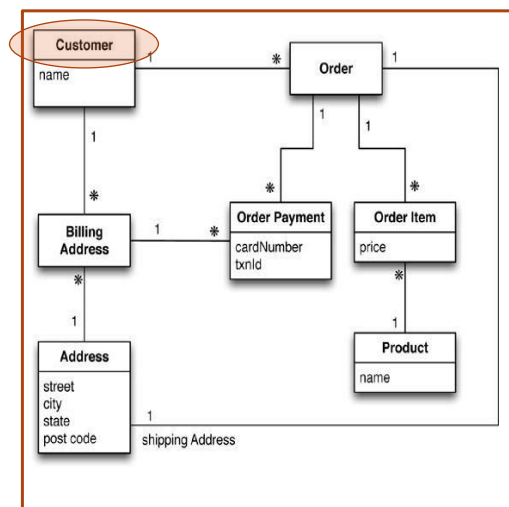 Customer
name
1
*
Order
1
1
1
1
*
*
*
Billing
Address
1
*
Order Payment
cardNumber
txnId
Order Item
price
*
1
*
1
Product
name
Address
street
city
state
post code
1
shipping Address